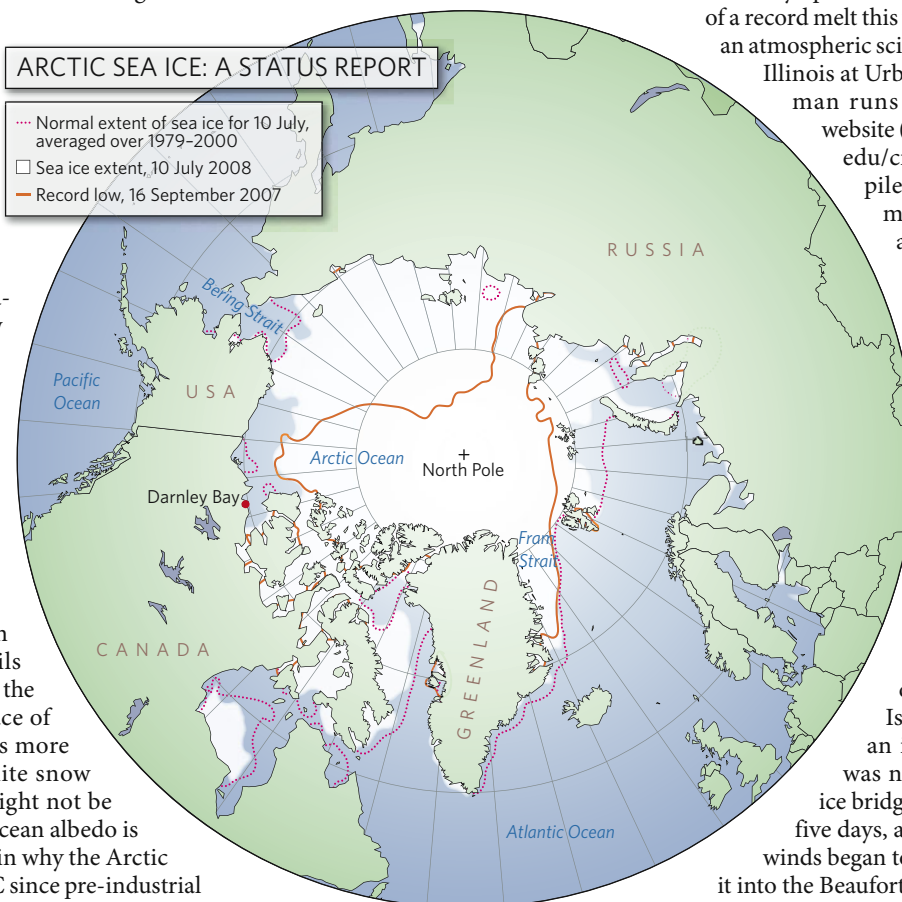 of a record melt this
an atmospheric sci
Illinois at Urb
man runs
website (
edu/c
pile
m
a
ARCTIC SEA ICE: A STATUS REPORT
Normal extent of sea ice for 10 July,
averaged over 1979–2000
Sea ice extent, 10 July 2008
Record low, 16 September 2007
RUSSIA
Bering Strait
USA
Pacific
Ocean
Arctic Ocean
+
North Pole
Darnley Bay
Fram
Strait
GREENLAND
CANADA
Atlantic Ocean
n
ils
the
ce of
s more
ite snow
ight not be
cean albedo is
in why the Arctic
C since pre-industrial
Is
an i
was n
ice bridg
five days, a
winds began to
it into the Beaufort